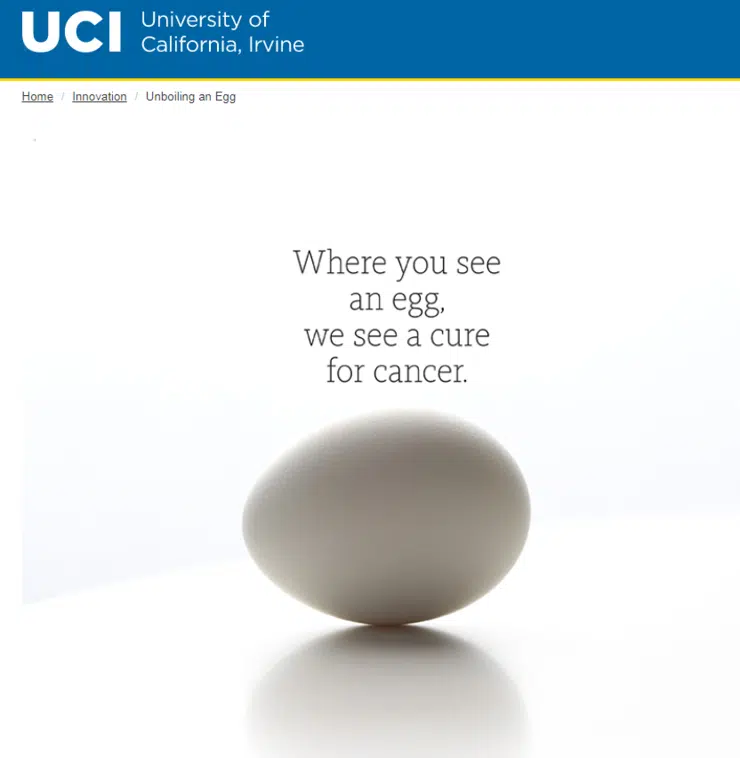 UCI University of
California, Irvine
Home / Innovation / Unboiling an Egg
Where you see
an egg,
we see a cure
for cancer.